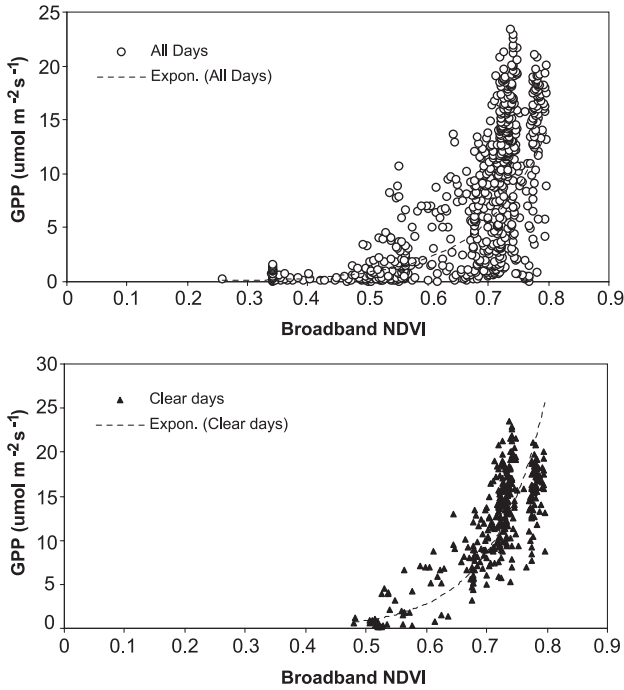 25
20
15
10
5
0
GPP (umol m⁻² s⁻¹)
All Days
Expon. (All Days)
0 0.1 0.2 0.3 0.4 0.5 0.6 0.7 0.8 0.9
Broadband NDVI
30
25
20
15
10
5
0
GPP (umol m⁻² s⁻¹)
Clear days
Expon. (Clear days)
0 0.1 0.2 0.3 0.4 0.5 0.6 0.7 0.8 0.9
Broadband NDVI